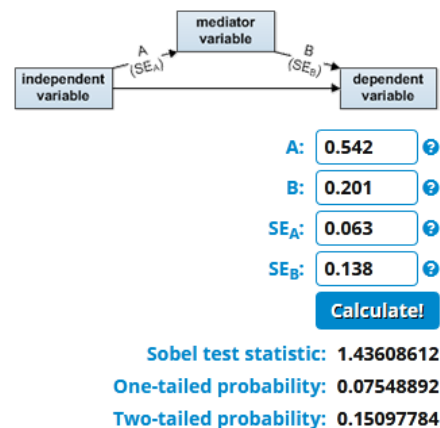 mediator
variable
A
(SEA)
B
(SEB)
independent
variable
dependent
variable
A: 0.542 ?
B: 0.201 ?
SEA: 0.063 ?
SEB: 0.138 ?
Calculate!
Sobel test statistic: 1.43608612
One-tailed probability: 0.07548892
Two-tailed probability: 0.15097784